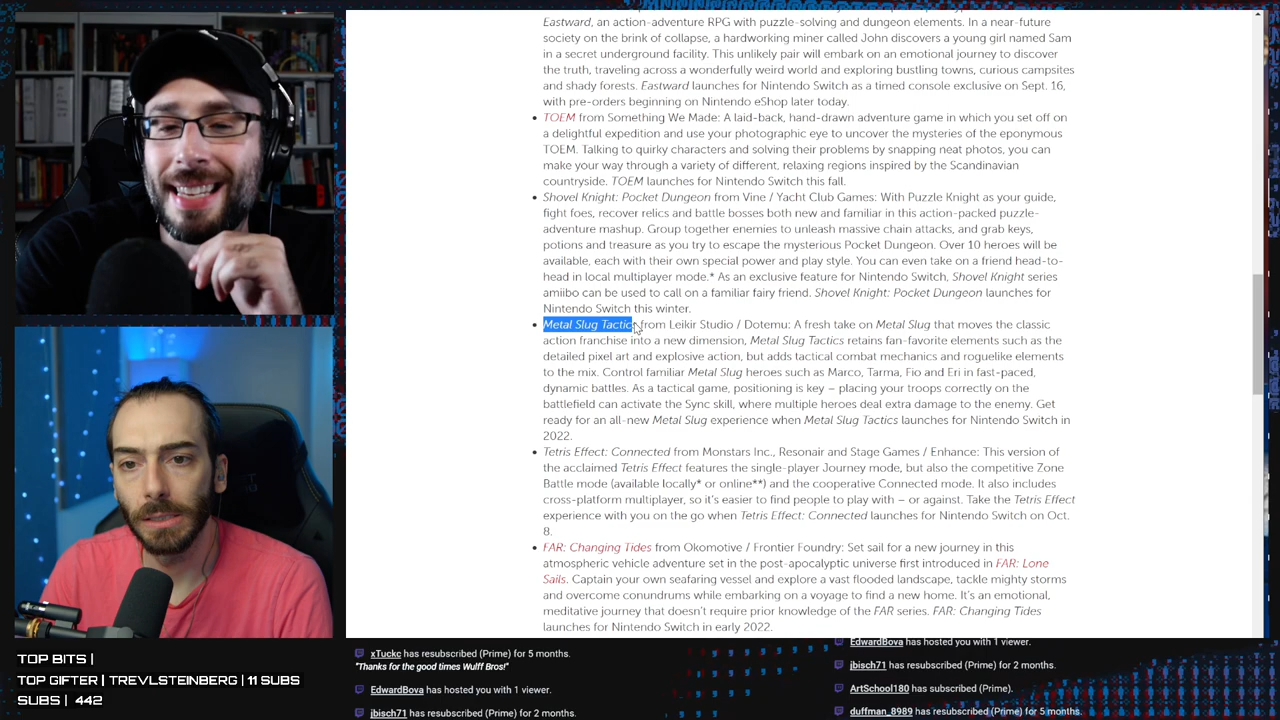 Eastward, an action-adventure RPG with puzzle-solving and dungeon elements. In a near-future
society on the brink of collapse, a hardworking miner called John discovers a young girl named Sam
in a secret underground facility. This unlikely pair will embark on an emotional journey to discover
the truth, traveling across a wonderfully weird world and exploring bustling towns, curious campsites
and shady forests. Eastward launches for Nintendo Switch as a timed console exclusive on Sept. 16,
with pre-orders beginning on Nintendo eShop later today.
• TOEM from Something We Made: A laid-back, hand-drawn adventure game in which you set off on
a delightful expedition and use your photographic eye to uncover the mysteries of the eponymous
TOEM. Talking to quirky characters and solving their problems by snapping neat photos, you can
make your way through a variety of different, relaxing regions inspired by the Scandinavian
countryside. TOEM launches for Nintendo Switch this fall.
• Shovel Knight: Pocket Dungeon from Vine / Yacht Club Games: With Puzzle Knight as your guide,
fight foes, recover relics and battle bosses both new and familiar in this action-packed puzzle-
adventure mashup. Group together enemies to unleash massive chain attacks, and grab keys,
potions and treasure as you try to escape the mysterious Pocket Dungeon. Over 10 heroes will be
available, each with their own special power and play style. You can even take on a friend head-to-
head in local multiplayer mode.* As an exclusive feature for Nintendo Switch, Shovel Knight series
amiibo can be used to call on a familiar fairy friend. Shovel Knight: Pocket Dungeon launches for
Nintendo Switch this winter.
• Metal Slug Tactics from Leikir Studio / Dotemu: A fresh take on Metal Slug that moves the classic
action franchise into a new dimension, Metal Slug Tactics retains fan-favorite elements such as the
detailed pixel art and explosive action, but adds tactical combat mechanics and roguelike elements
to the mix. Control familiar Metal Slug heroes such as Marco, Tarma, Fio and Eri in fast-paced,
dynamic battles. As a tactical game, positioning is key – placing your troops correctly on the
battlefield can activate the Sync skill, where multiple heroes deal extra damage to the enemy. Get
ready for an all-new Metal Slug experience when Metal Slug Tactics launches for Nintendo Switch in
2022.
• Tetris Effect: Connected from Monstars Inc., Resonair and Stage Games / Enhance: This version of
the acclaimed Tetris Effect features the single-player Journey mode, but also the competitive Zone
Battle mode (available locally* or online**) and the cooperative Connected mode. It also includes
cross-platform multiplayer, so it's easier to find people to play with – or against. Take the Tetris Effect
experience with you on the go when Tetris Effect: Connected launches for Nintendo Switch on Oct.
8.
• FAR: Changing Tides from Okomotive / Frontier Foundry: Set sail for a new journey in this
atmospheric vehicle adventure set in the post-apocalyptic universe first introduced in FAR: Lone
Sails. Captain your own seafaring vessel and explore a vast flooded landscape, tackle mighty storms
and overcome conundrums while embarking on a voyage to find a new home. It's an emotional,
meditative journey that doesn't require prior knowledge of the FAR series. FAR: Changing Tides
launches for Nintendo Switch in early 2022.
TOP BITS |
TOP GIFTER | TREVLSTEINBERG | 11 SUBS
SUBS | 442
xTuckc has resubscribed (Prime) for 5 months.
"Thanks for the good times Wulff Bros!"
EdwardBova has hosted you with 1 viewer.
jbisch71 has resubscribed (Prime) for 2 months.
EdwardBova has hosted you with 1 viewer.
jbisch71 has resubscribed (Prime) for 2 months.
ArtSchool180 has subscribed (Prime).
duffman_8989 has resubscribed (Prime) for 5 months.